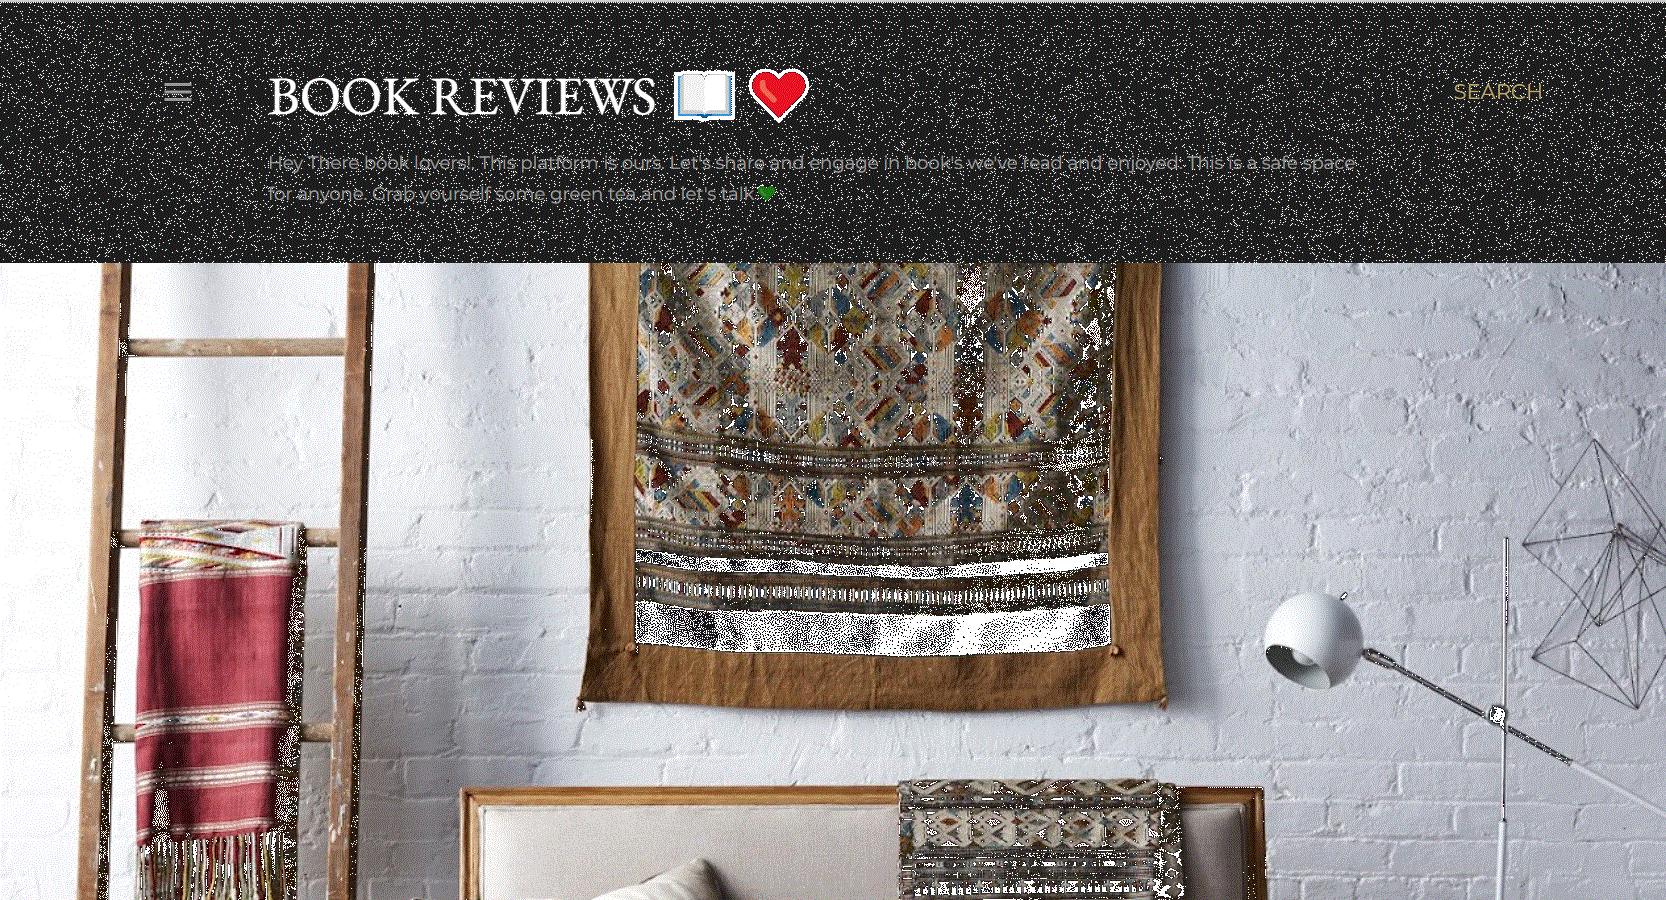 BOOK REVIEWS 📖❤️
SEARCH
Hey There book lovers!. This platform is ours. Let's share and engage in book's we've read and enjoyed. This is a safe space
for anyone. Grab yourself some green tea and let's talk.💚